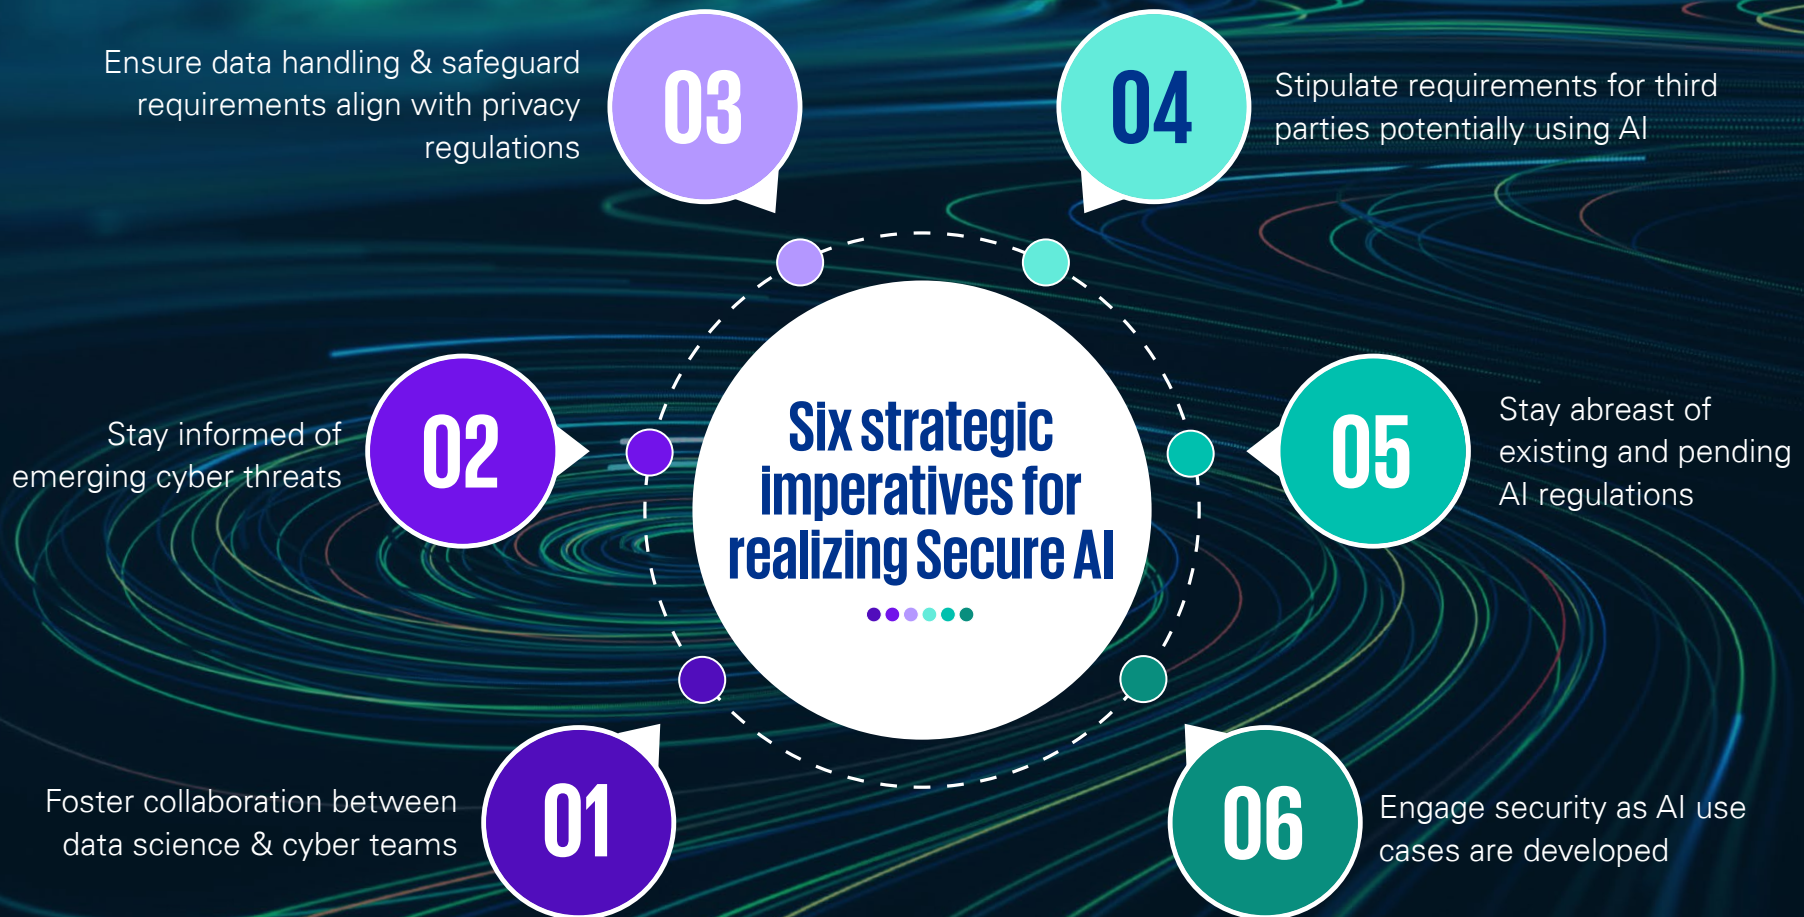 Ensure data handling & safeguard
requirements align with privacy
regulations
03
04
Stipulate requirements for third
parties potentially using AI
Stay informed of
emerging cyber threats
02
Six strategic
imperatives for
realizing Secure AI
05
Stay abreast of
existing and pending
AI regulations
Foster collaboration between
data science & cyber teams
01
06
Engage security as AI use
cases are developed